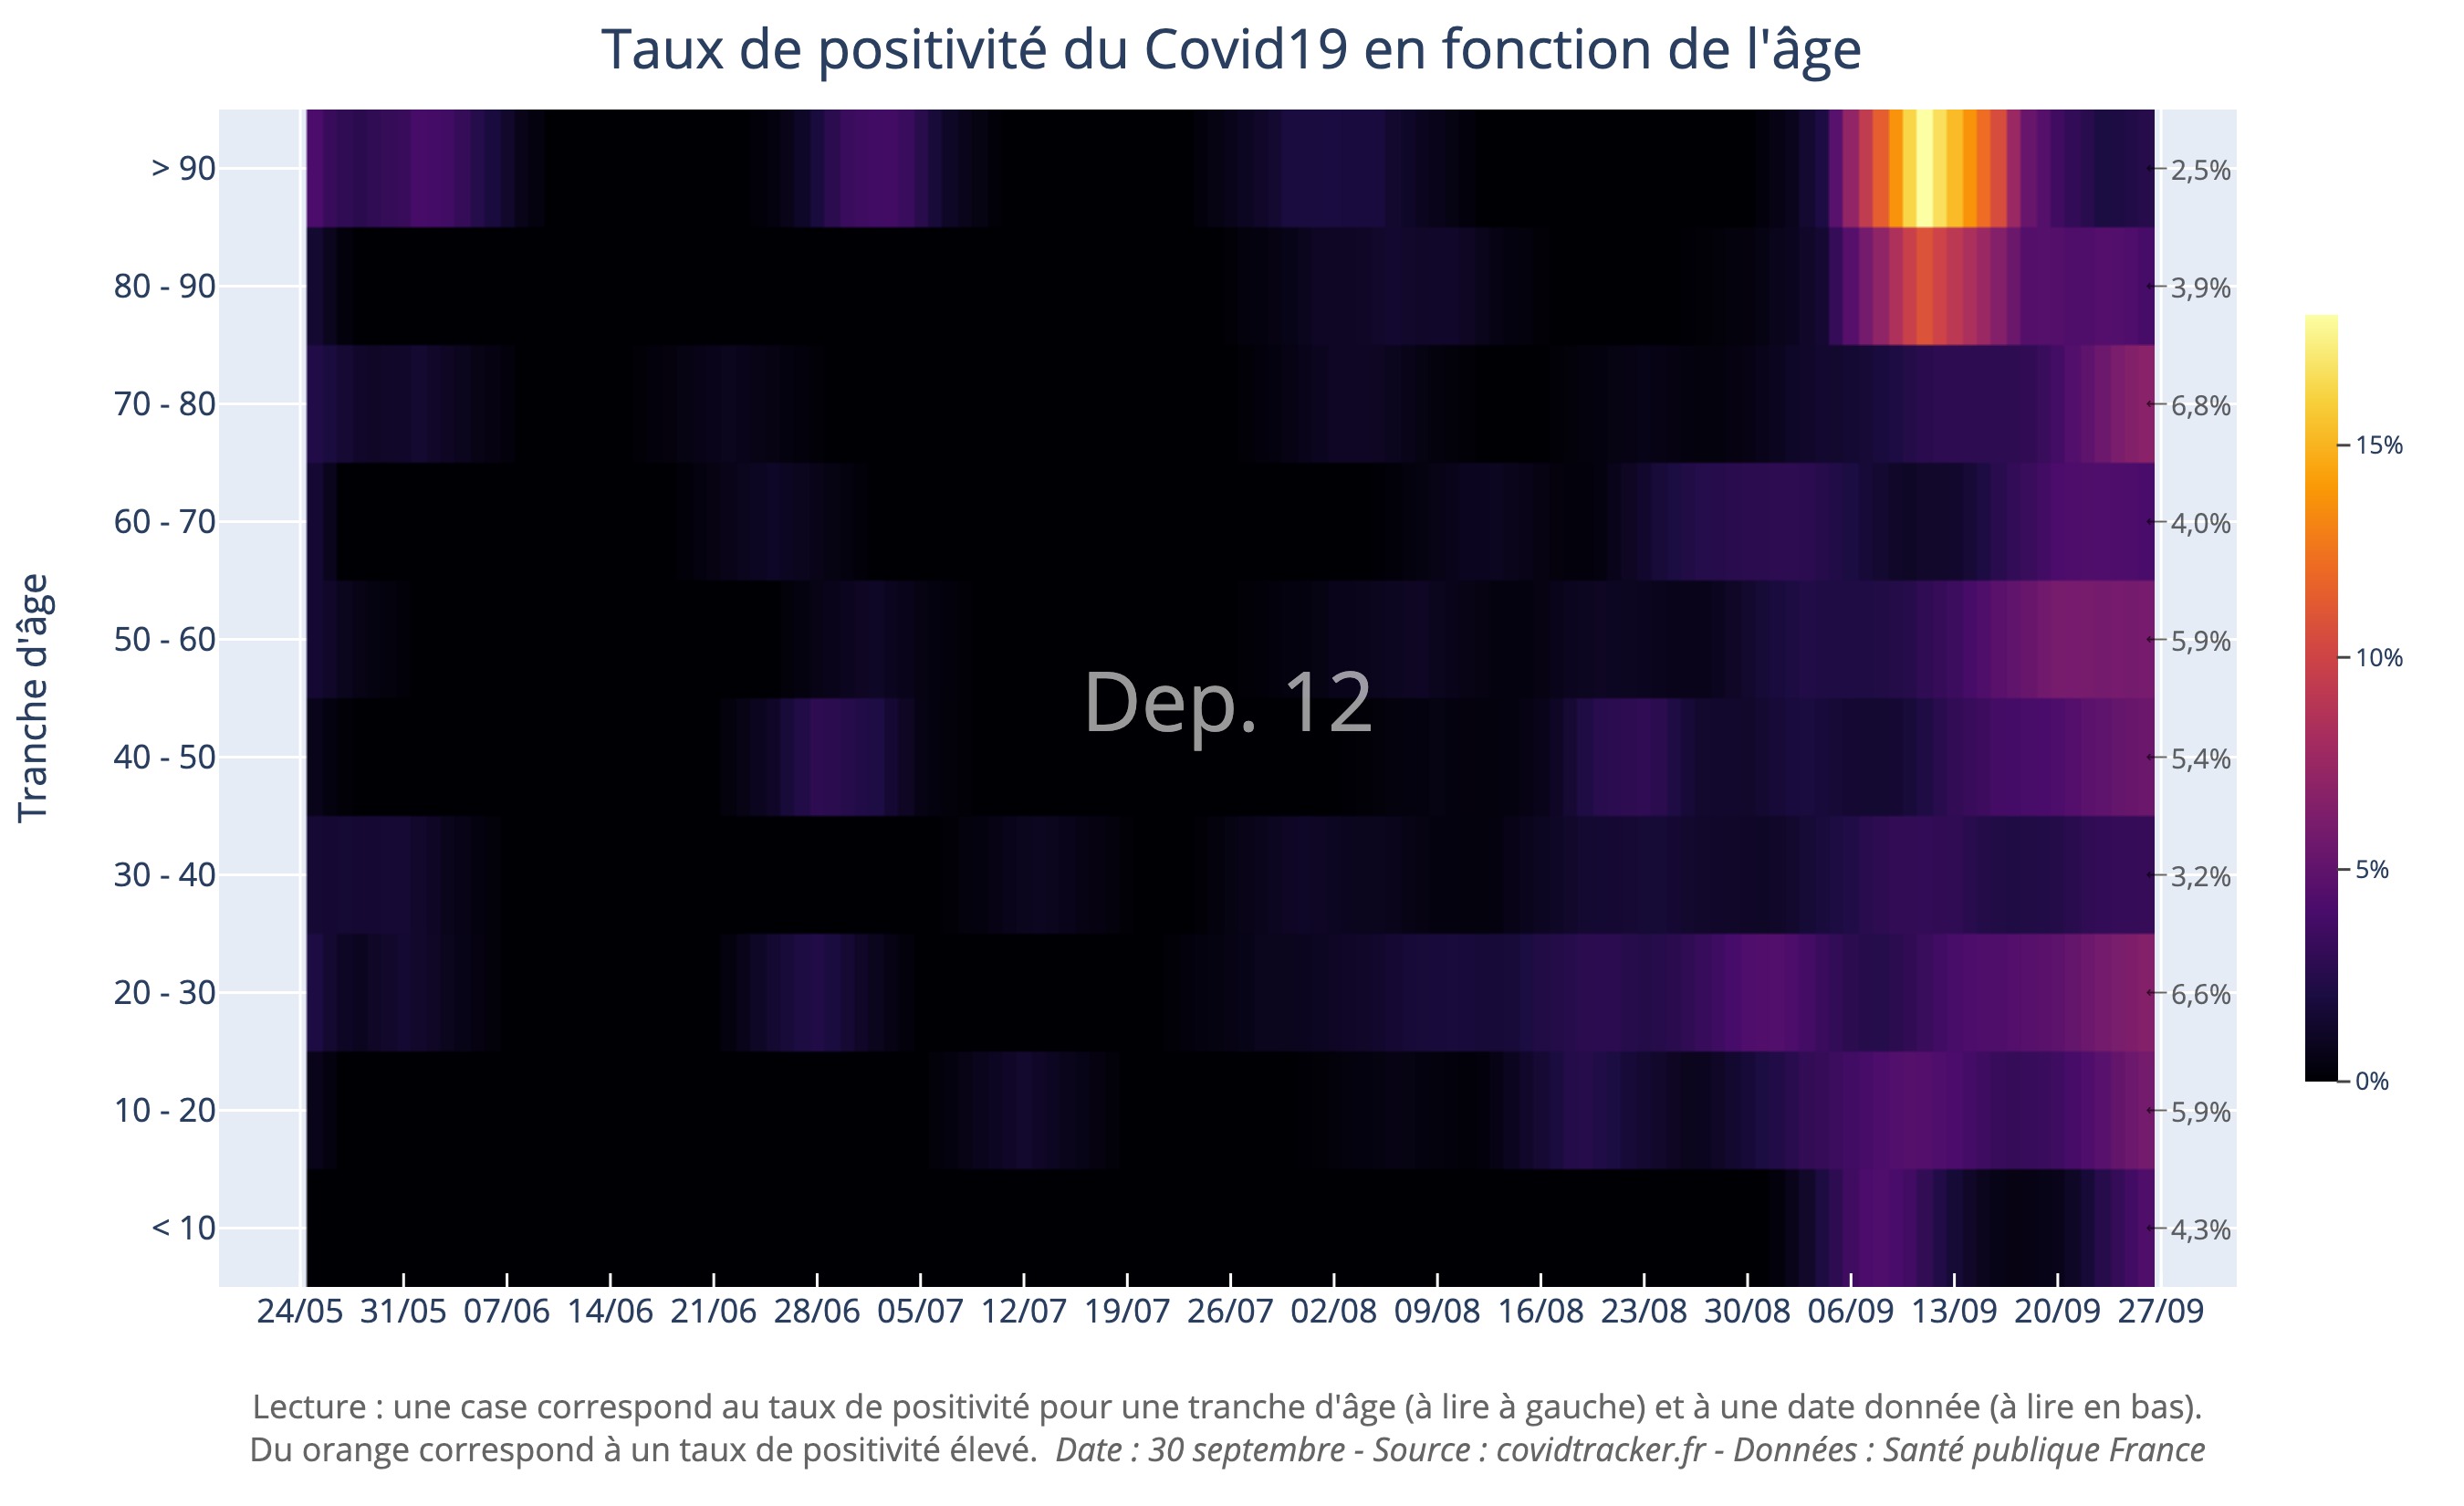 Taux de positivité du Covid19 en fonction de l'âge
Tranche d'âge
> 90
80 - 90
70 - 80
60 - 70
50 - 60
40 - 50
30 - 40
20 - 30
10 - 20
< 10
Dep. 12
2,5%
3,9%
6,8%
4,0%
5,9%
5,4%
3,2%
6,6%
5,9%
4,3%
15%
10%
5%
0%
24/05 31/05 07/06 14/06 21/06 28/06 05/07 12/07 19/07 26/07 02/08 09/08 16/08 23/08 30/08 06/09 13/09 20/09 27/09
Lecture : une case correspond au taux de positivité pour une tranche d'âge (à lire à gauche) et à une date donnée (à lire en bas).
Du orange correspond à un taux de positivité élevé. Date : 30 septembre - Source : covidtracker.fr - Données : Santé publique France